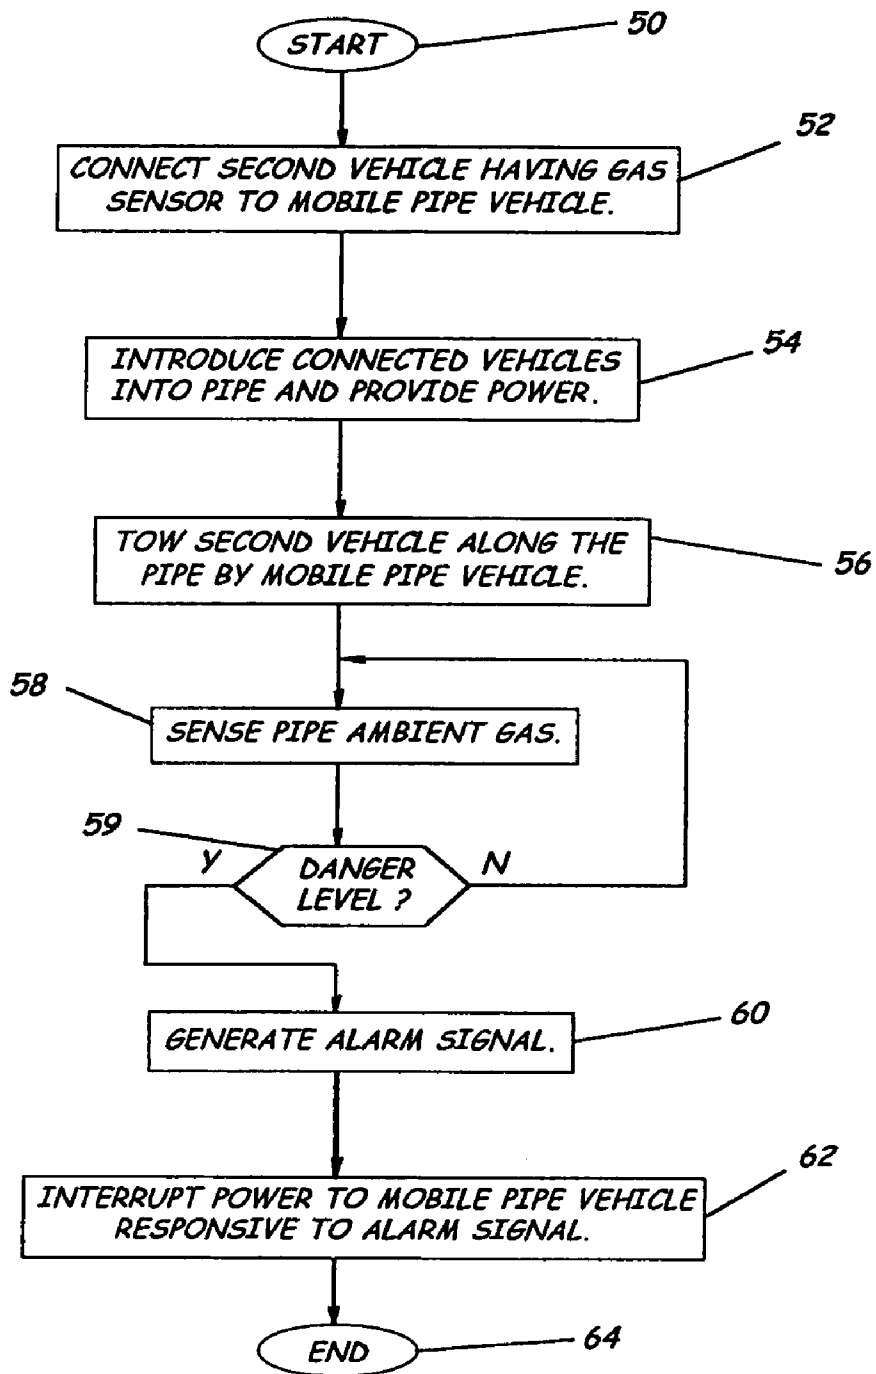 START
50
52
CONNECT SECOND VEHICLE HAVING GAS
SENSOR TO MOBILE PIPE VEHICLE.
54
INTRODUCE CONNECTED VEHICLES
INTO PIPE AND PROVIDE POWER.
TOW SECOND VEHICLE ALONG THE
PIPE BY MOBILE PIPE VEHICLE.
56
58
SENSE PIPE AMBIENT GAS.
59
Y
DANGER
LEVEL ?
N
60
GENERATE ALARM SIGNAL.
62
INTERRUPT POWER TO MOBILE PIPE VEHICLE
RESPONSIVE TO ALARM SIGNAL.
END
64